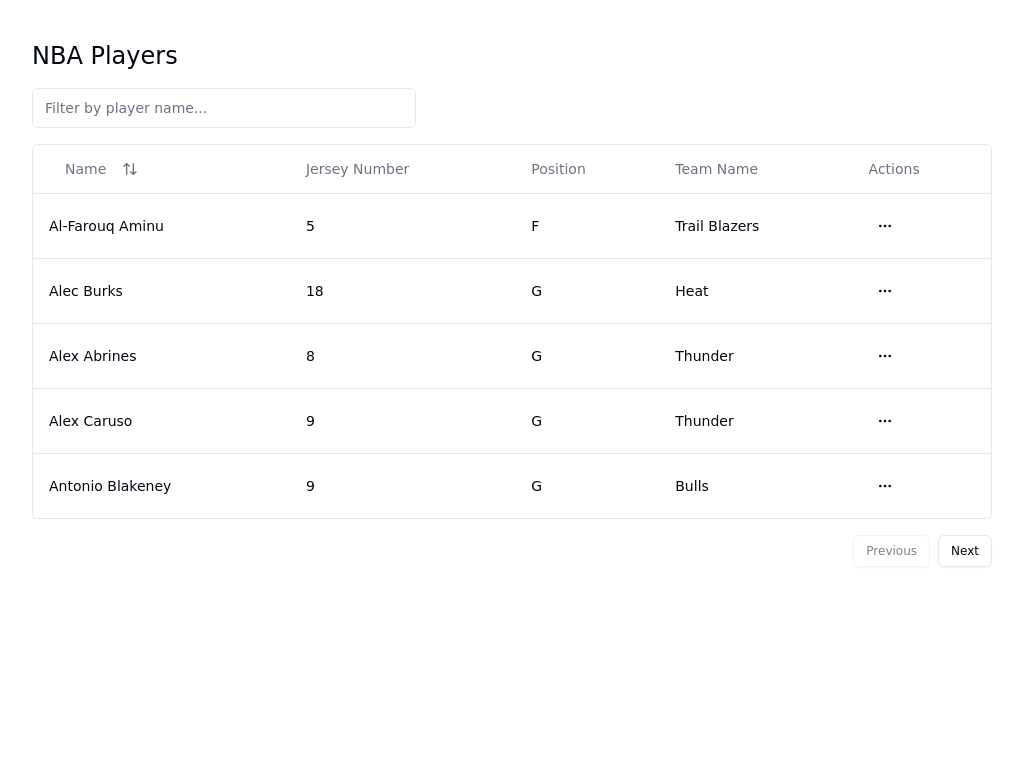 NBA Players
Filter by player name...
Name Jersey Number Position Team Name Actions
Al-Farouq Aminu 5 F Trail Blazers
Alec Burks 18 G Heat
Alex Abrines 8 G Thunder
Alex Caruso 9 G Thunder
Antonio Blakeney 9 G Bulls
Previous Next